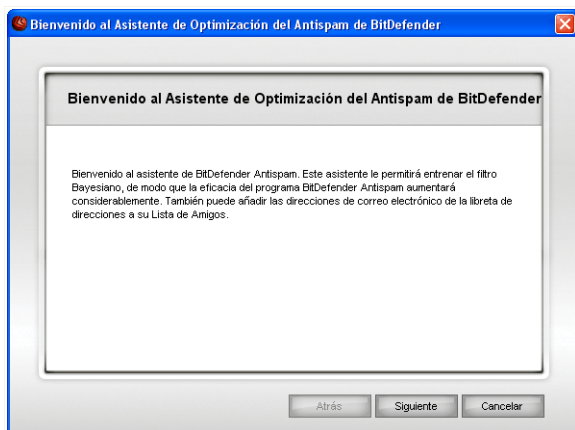 Bienvenido al Asistente de Optimización del Antispam de BitDefender
Bienvenido al Asistente de Optimización del Antispam de BitDefender
Bienvenido al asistente de BitDefender Antispam. Este asistente le permitirá entrenar el filtro
Bayesiano, de modo que la eficacia del programa BitDefender Antispam aumentará
considerablemente. También puede añadir las direcciones de correo electrónico de la libreta de
direcciones a su Lista de Amigos.
Atrás Siguiente Cancelar